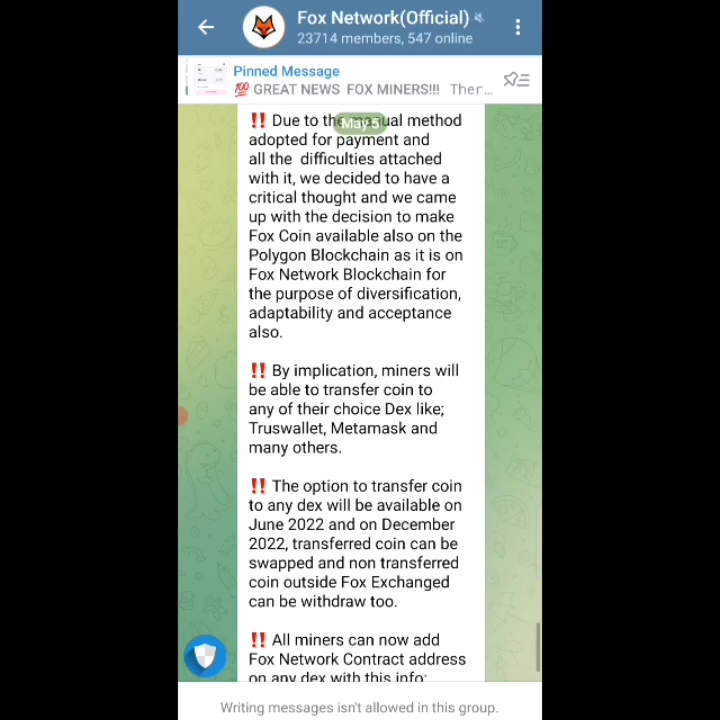 Fox Network(Official)
23714 members, 547 online
Pinned Message
💯 GREAT NEWS FOX MINERS!!! Ther...
May 5
‼️ Due to the manual method
adopted for payment and
all the difficulties attached
with it, we decided to have a
critical thought and we came
up with the decision to make
Fox Coin available also on the
Polygon Blockchain as it is on
Fox Network Blockchain for
the purpose of diversification,
adaptability and acceptance
also.
‼️ By implication, miners will
be able to transfer coin to
any of their choice Dex like;
Truswallet, Metamask and
many others.
‼️ The option to transfer coin
to any dex will be available on
June 2022 and on December
2022, transferred coin can be
swapped and non transferred
coin outside Fox Exchanged
can be withdraw too.
‼️ All miners can now add
Fox Network Contract address
on any dex with this info:
Writing messages isn't allowed in this group.